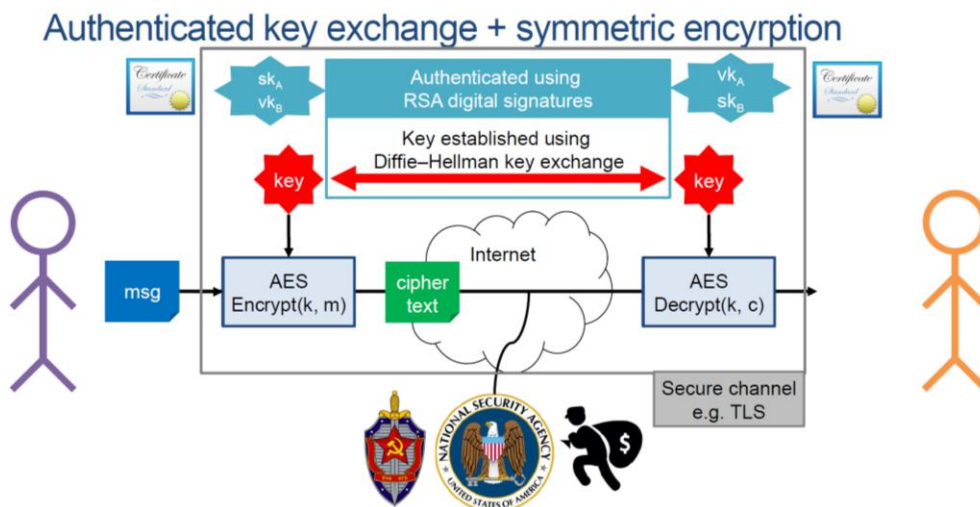 Authenticated key exchange + symmetric encyrption
Certificate
Standard
sk_A
vk_B
Authenticated using
RSA digital signatures
vk_A
sk_B
Certificate
Standard
Key established using
Diffie–Hellman key exchange
key
key
Internet
msg
AES
Encrypt(k, m)
cipher
text
AES
Decrypt(k, c)
Secure channel
e.g. TLS
NATIONAL SECURITY AGENCY
UNITED STATES OF AMERICA
$